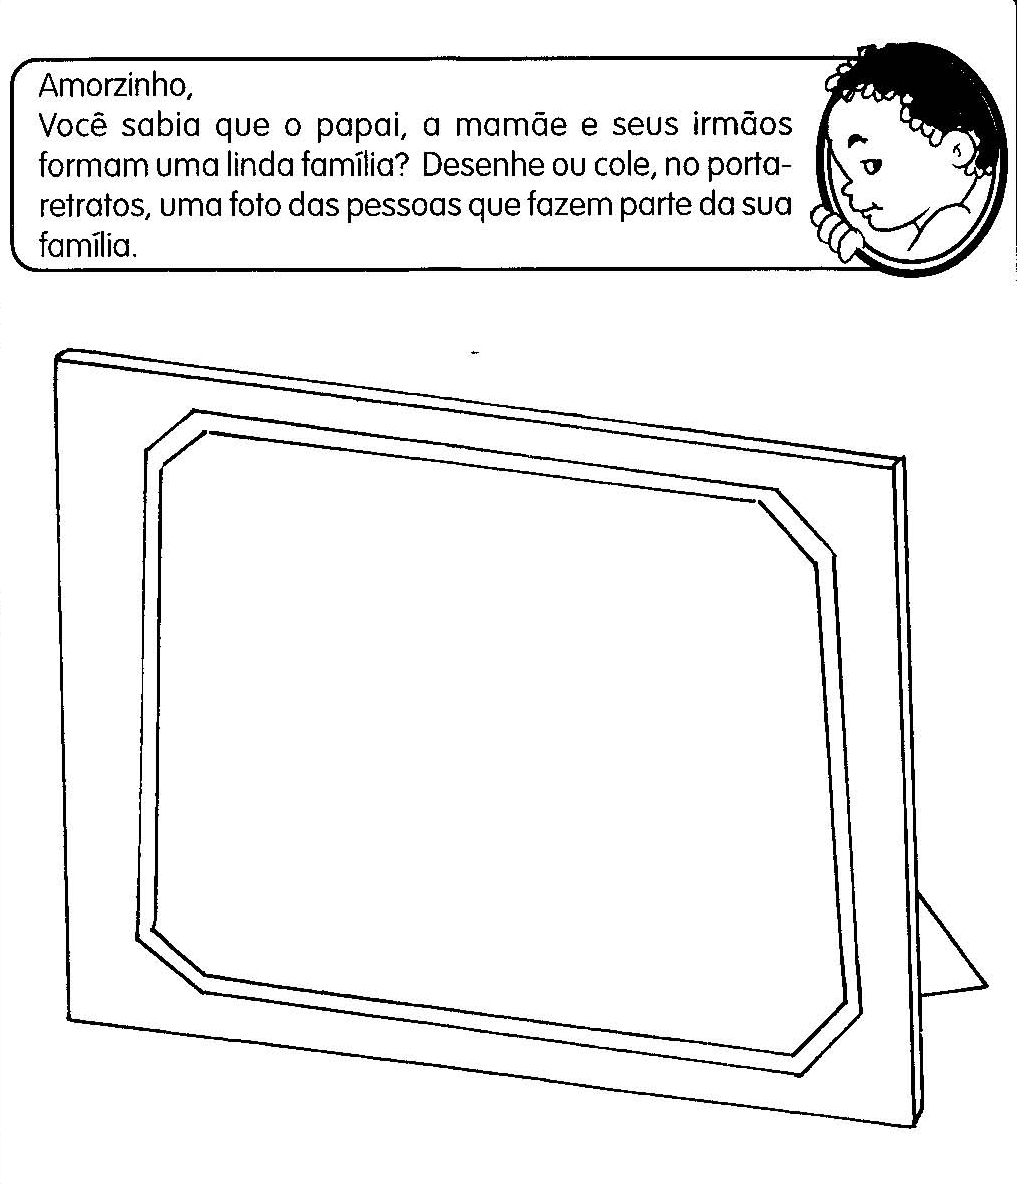 Amorzinho,
Você sabia que o papai, a mamãe e seus irmãos
formam uma linda família? Desenhe ou cole, no porta-
retratos, uma foto das pessoas que fazem parte da sua
família.